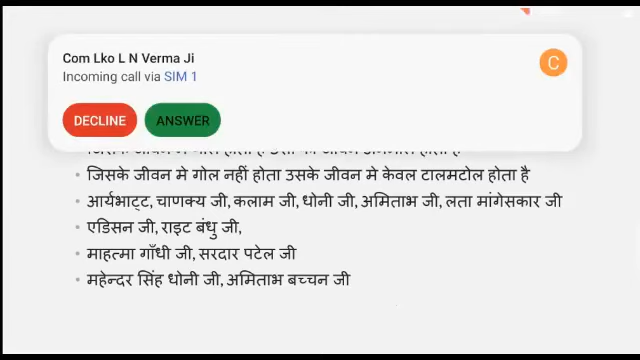 Com Lko L N Verma Ji
Incoming call via SIM 1
C
DECLINE
ANSWER
जिसके जीवन मे गोल नहीं होता उसके जीवन मे केवल टालमटोल होता है
आर्यभाट्ट, चाणक्य जी, कलाम जी, धोनी जी, अमिताभ जी, लता मांगेसकार जी
एडिसन जी, राइट बंधु जी,
माहत्मा गाँधी जी, सरदार पटेल जी
महेन्दर सिंह धोनी जी, अमिताभ बच्चन जी